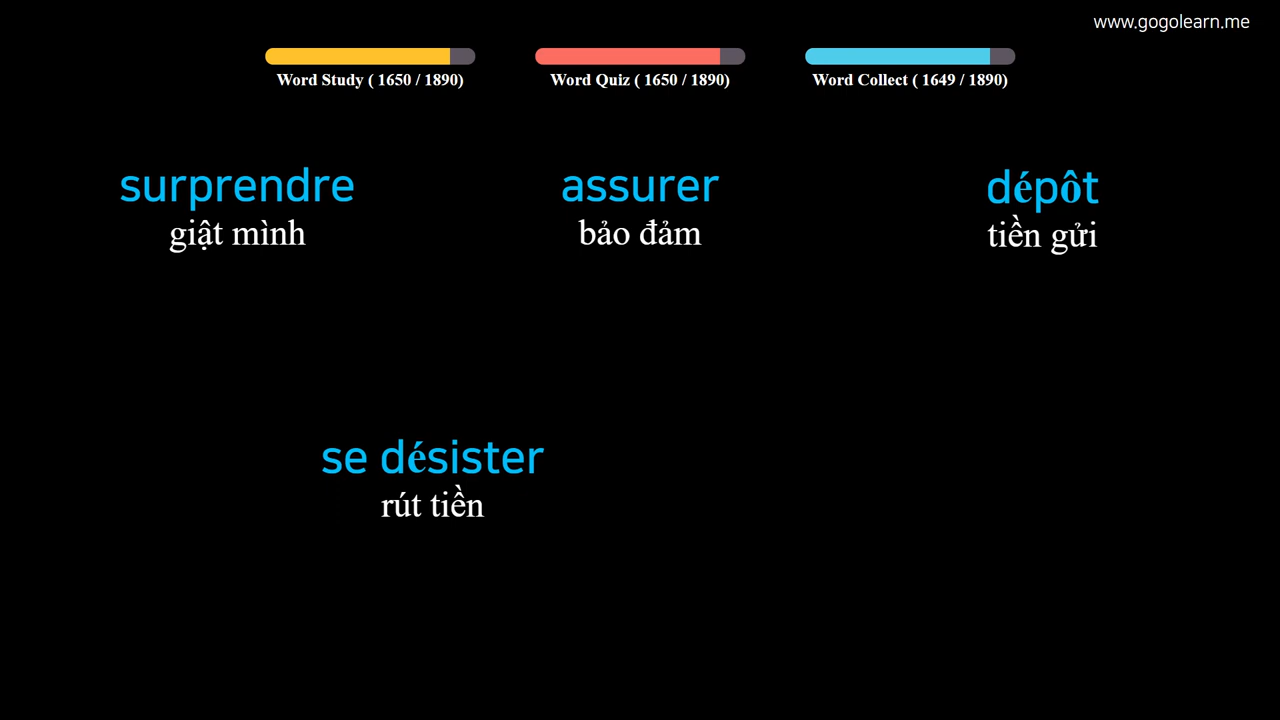 www.gogolearn.me
Word Study ( 1650 / 1890)
Word Quiz ( 1650 / 1890)
Word Collect ( 1649 / 1890)
surprendre
giật mình
assurer
bảo đảm
dépôt
tiền gửi
se désister
rút tiền